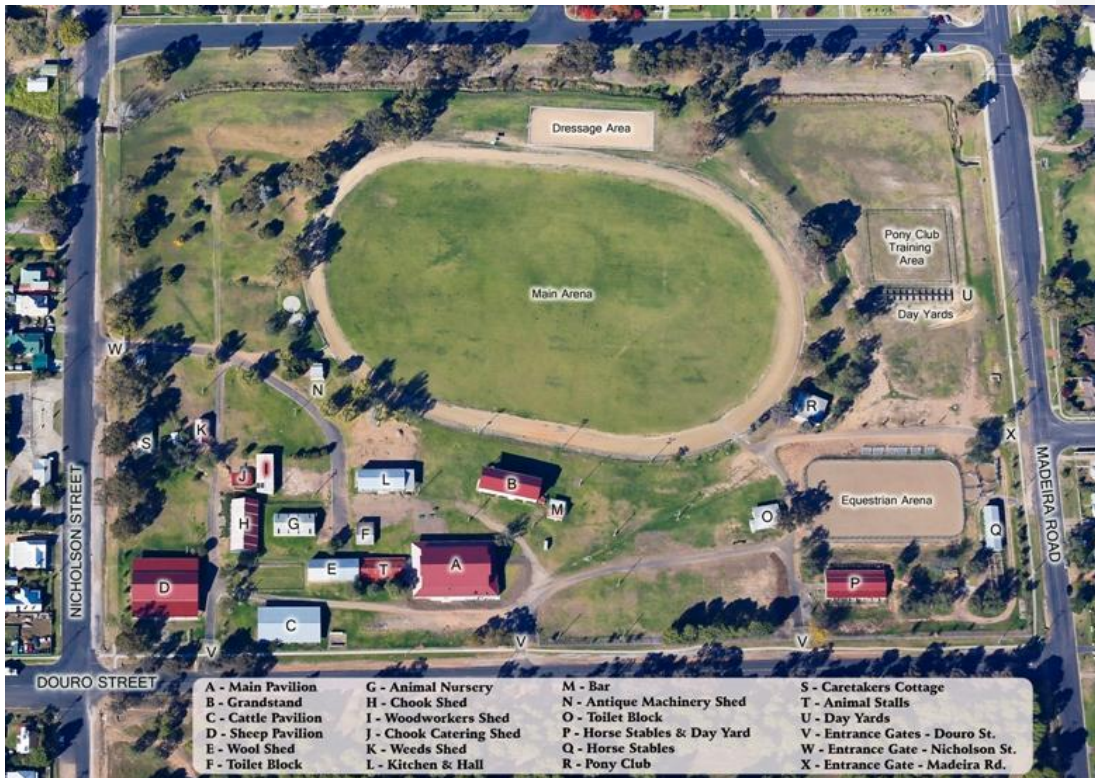 Dressage Area
Pony Club
Training
Area
Main Arena
U
Day Yards
W
N
R
K
S
X
J
L
B
Equestrian Arena
M
O
Q
H
G
F
E
T
A
D
P
C
V
V
V
NICHOLSON STREET
MADEIRA ROAD
DOURO STREET
A - Main Pavilion
B - Grandstand
C - Cattle Pavilion
D - Sheep Pavilion
E - Wool Shed
F - Toilet Block
G - Animal Nursery
H - Chook Shed
I - Woodworkers Shed
J - Chook Catering Shed
K - Weeds Shed
L - Kitchen & Hall
M - Bar
N - Antique Machinery Shed
O - Toilet Block
P - Horse Stables & Day Yard
Q - Horse Stables
R - Pony Club
S - Caretakers Cottage
T - Animal Stalls
U - Day Yards
V - Entrance Gates - Douro St.
W - Entrance Gate - Nicholson St.
X - Entrance Gate - Madeira Rd.